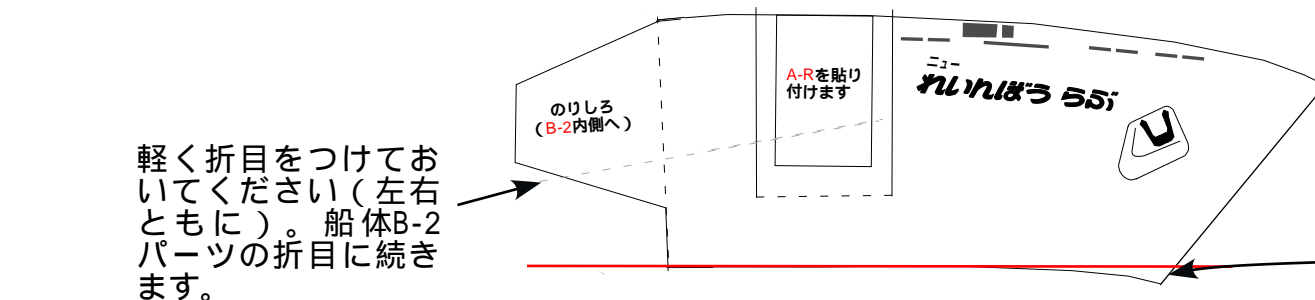 ニュー
れいんぼう らぶ
A-Rを貼り
付けます
のりしろ
（B-2内側へ）
軽く折目をつけてお
いてください（左右
ともに）。船体B-2
パーツの折目に続き
ます。